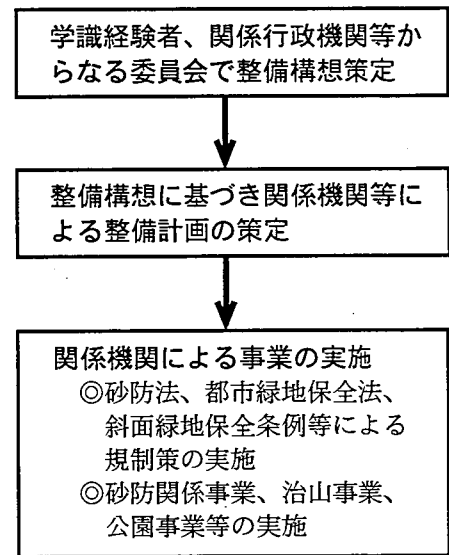 学識経験者、関係行政機関等か
らなる委員会で整備構想策定
整備構想に基づき関係機関等に
よる整備計画の策定
関係機関による事業の実施
◎砂防法、都市緑地保全法、
斜面緑地保全条例等による
規制策の実施
◎砂防関係事業、治山事業、
公園事業等の実施